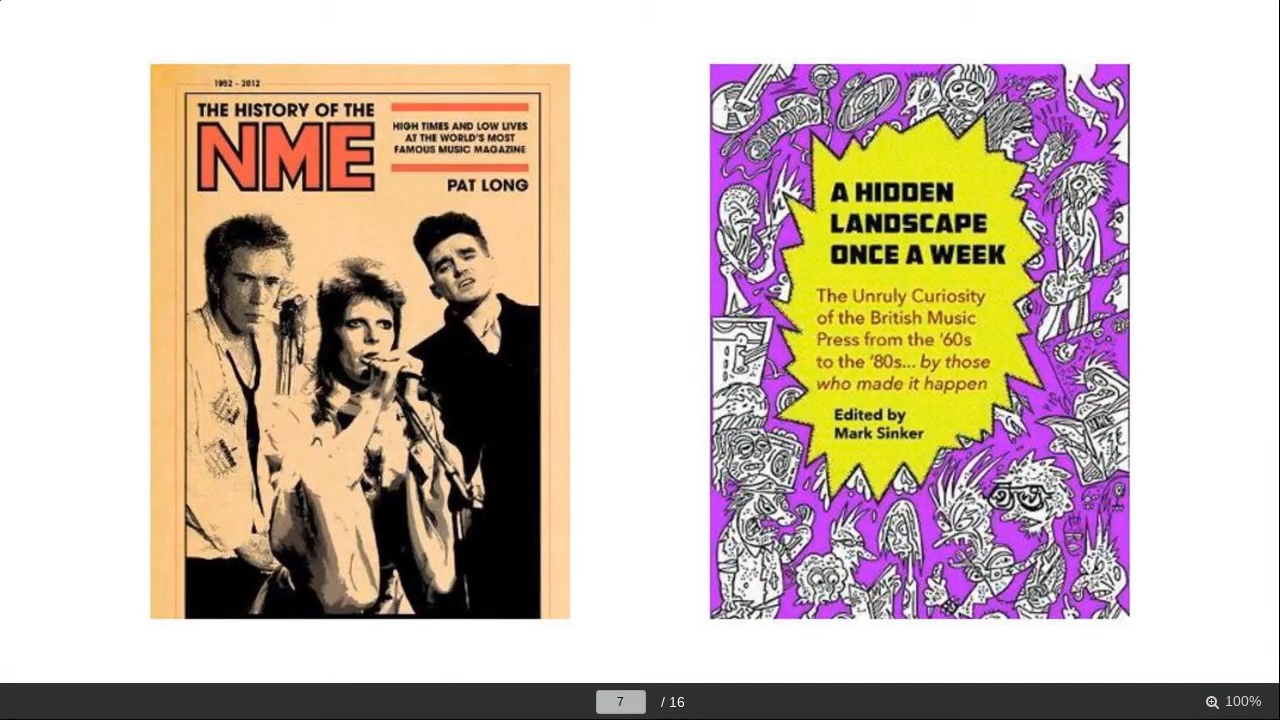 1952 - 2012
THE HISTORY OF THE
NME
HIGH TIMES AND LOW LIVES
AT THE WORLD'S MOST
FAMOUS MUSIC MAGAZINE
PAT LONG
A HIDDEN
LANDSCAPE
ONCE A WEEK
The Unruly Curiosity
of the British Music
Press from the '60s
to the '80s... by those
who made it happen
Edited by
Mark Sinker
7 / 16
100%